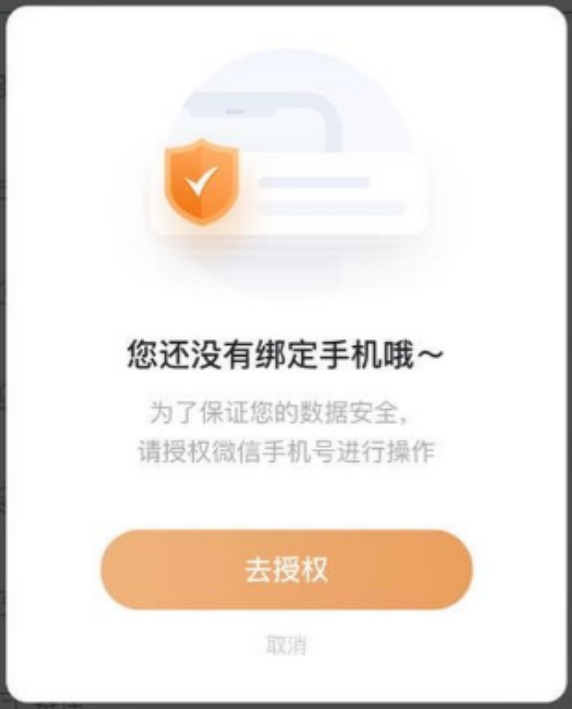 您还没有绑定手机哦～
为了保证您的数据安全，
请授权微信手机号进行操作
去授权
取消